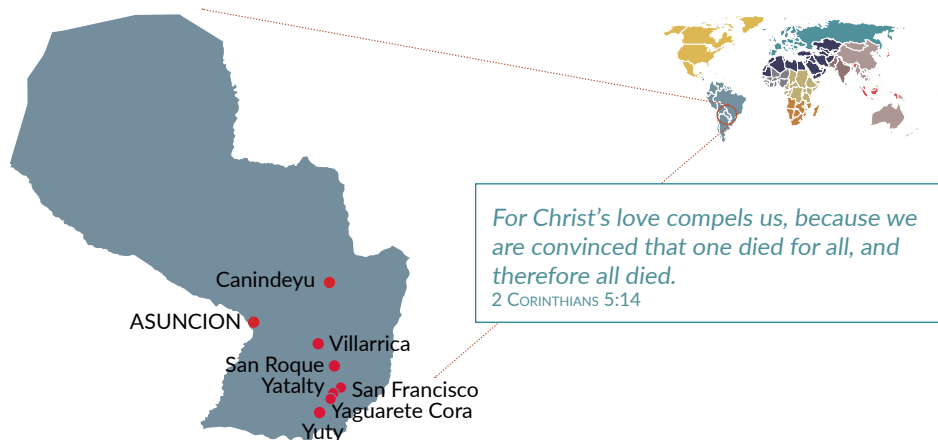 For Christ’s love compels us, because we
are convinced that one died for all, and
therefore all died.
2 Corinthians 5:14
Canindeyu
ASUNCION
Villarrica
San Roque
Yatalty
San Francisco
Yaguarete Cora
Yuty